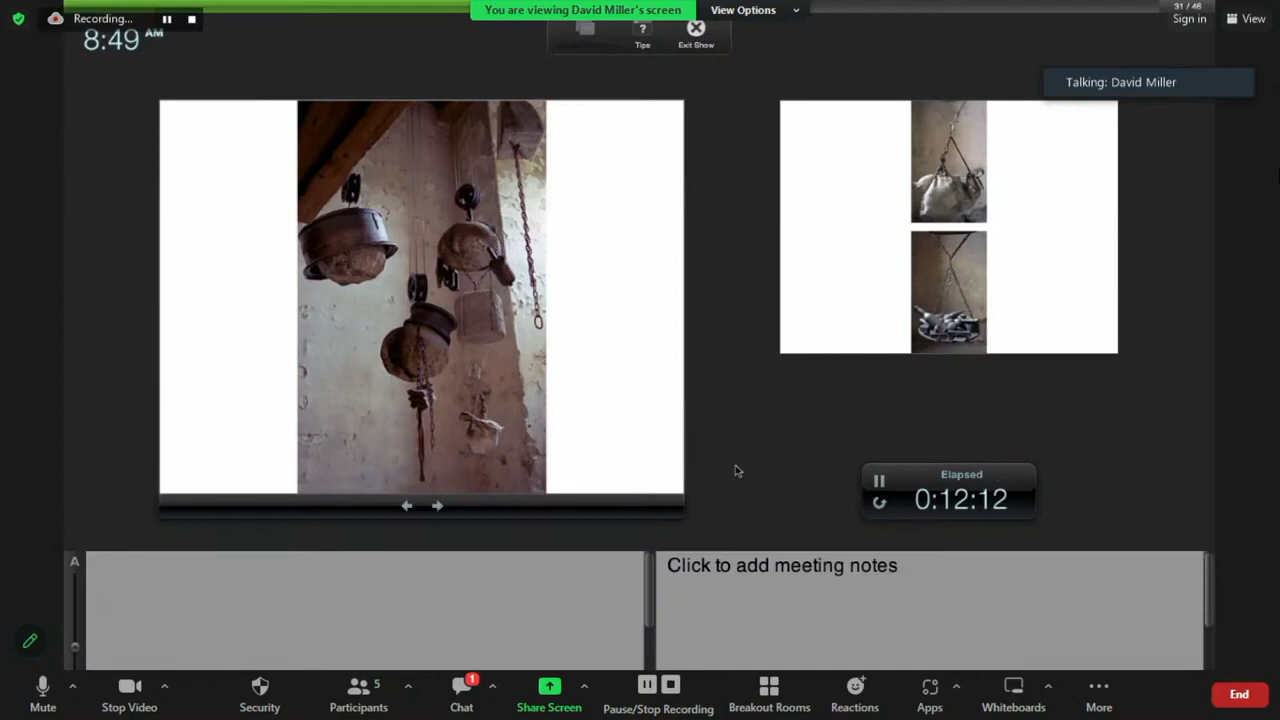 Recording...
You are viewing David Miller's screen
View Options
31 / 46
Sign in
View
8:49 AM
Tips
Exit Show
Talking: David Miller
Elapsed
0:12:12
A
Click to add meeting notes
Mute
Stop Video
Security
5
Participants
1
Chat
Share Screen
Pause/Stop Recording
Breakout Rooms
Reactions
Apps
Whiteboards
More
End